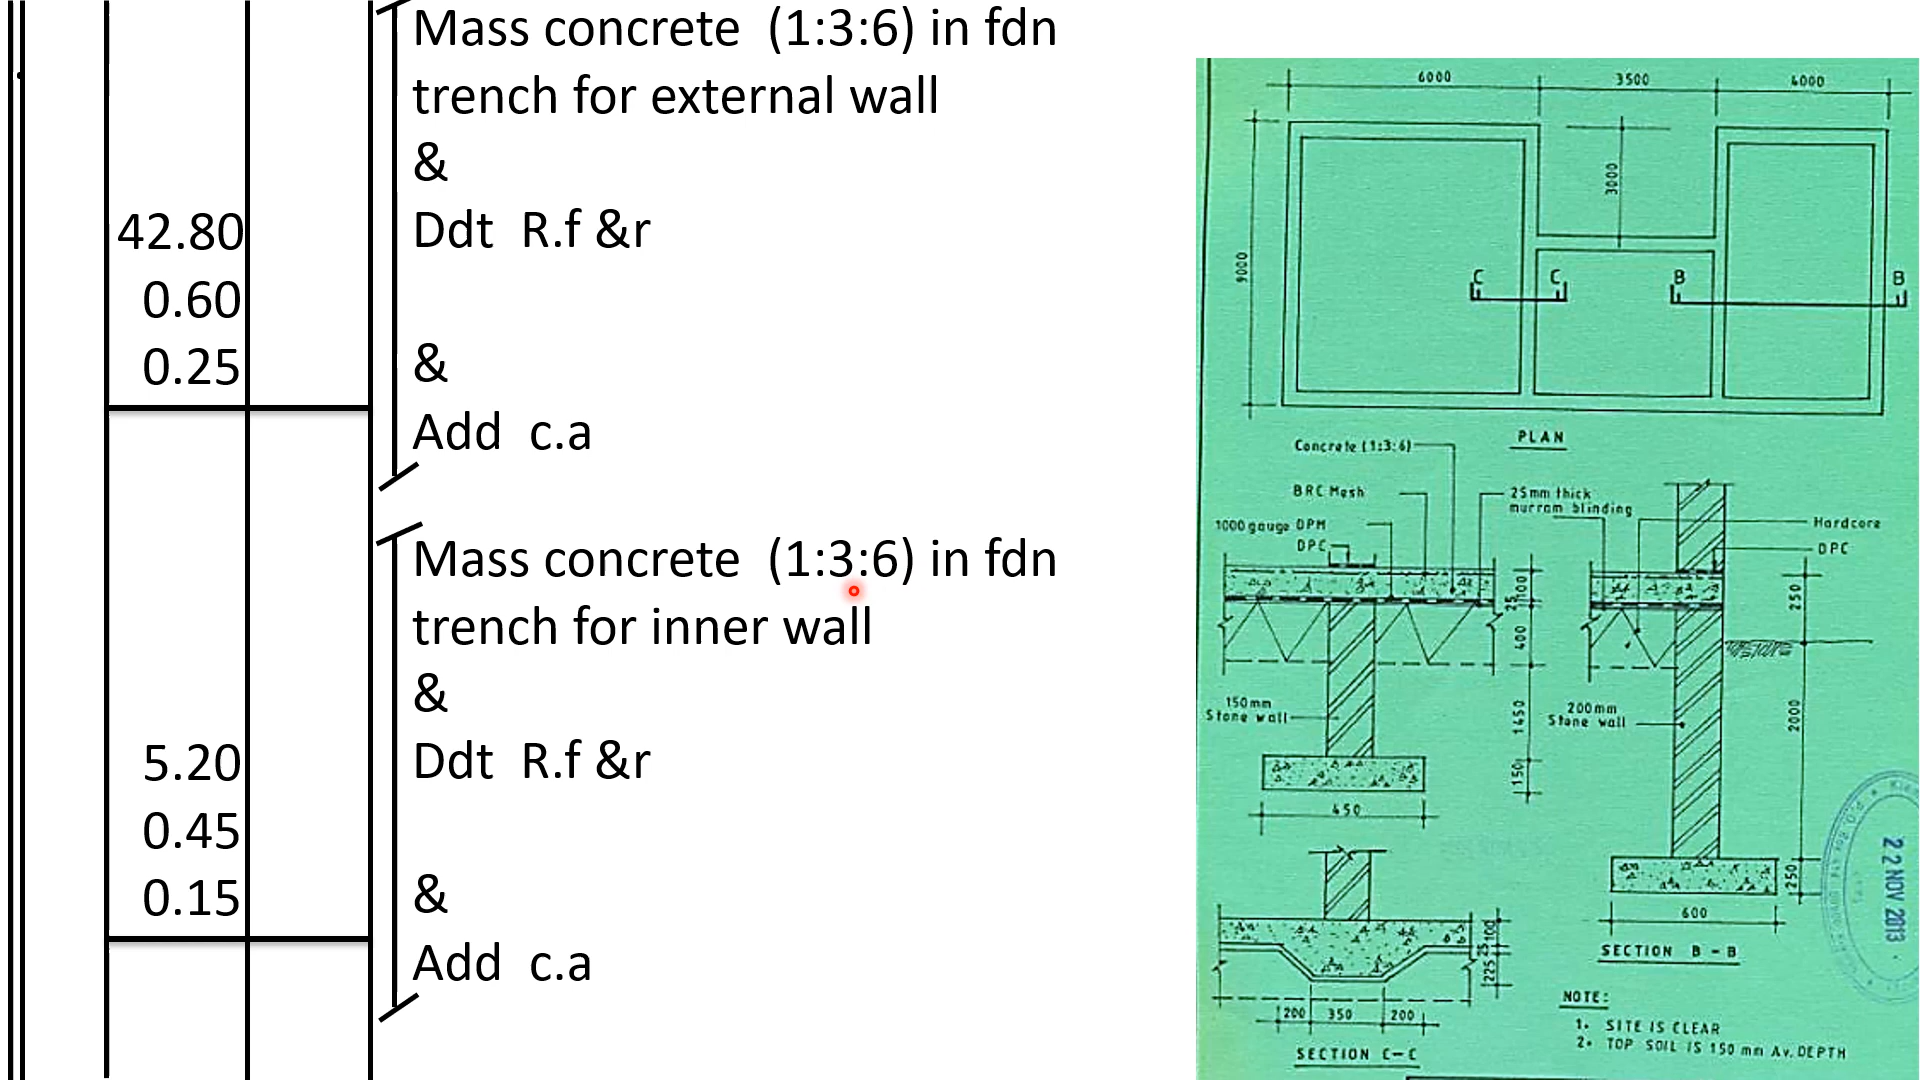 Mass concrete (1:3:6) in fdn
trench for external wall
&
42.80 Ddt R.f &r
0.60
0.25 &
Add c.a
Mass concrete (1:3:6) in fdn
trench for inner wall
&
5.20 Ddt R.f &r
0.45
0.15 &
Add c.a
6000 3500 4000
3000
9000
C C B B
PLAN
Concrete (1:3:6)
BRC Mesh
25mm thick
murram blinding
1000 gauge DPM
DPC
Hardcore
DPC
25 100
400
1450
150
250
2000
250
150mm
Stone wall
200mm
Stone wall
450
600
SECTION B-B
25 100
225
200 350 200
SECTION C-C
NOTE:
1. SITE IS CLEAR
2. TOP SOIL IS 150 mm Av. DEPTH
22 NOV 2013